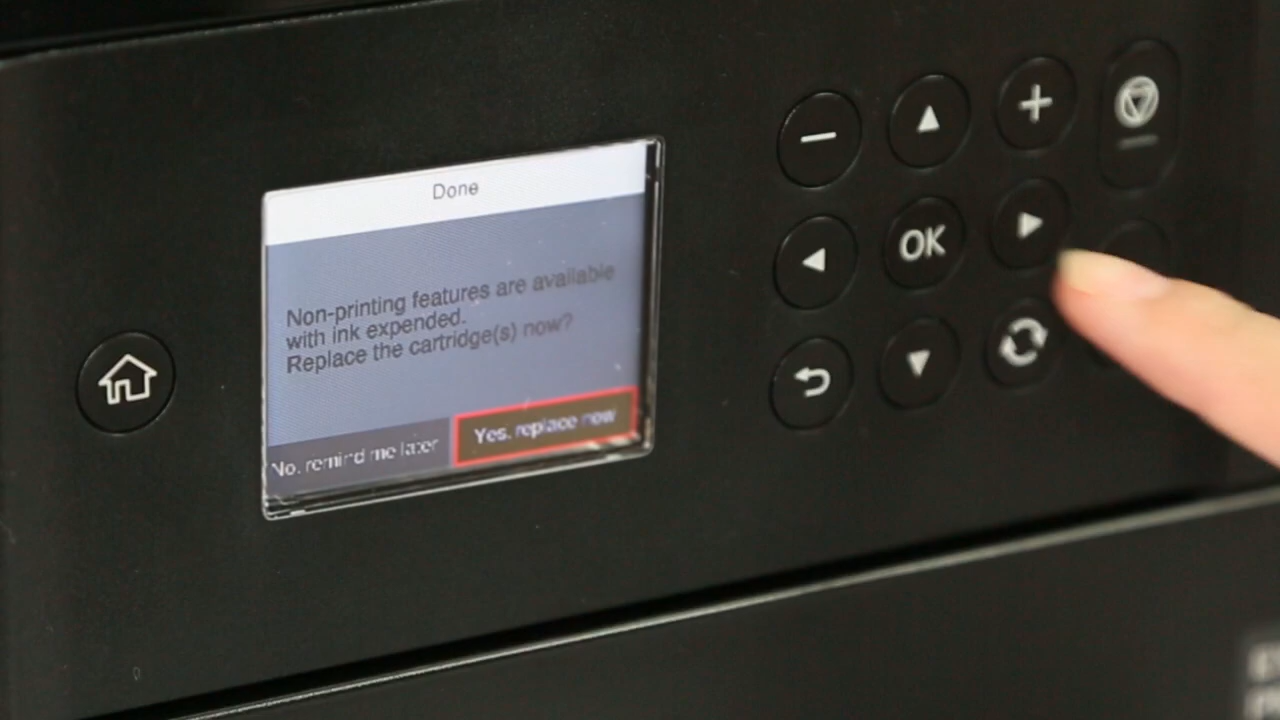 Done
Non-printing features are available
with ink expended.
Replace the cartridge(s) now?
No, remind me later
Yes, replace now
OK